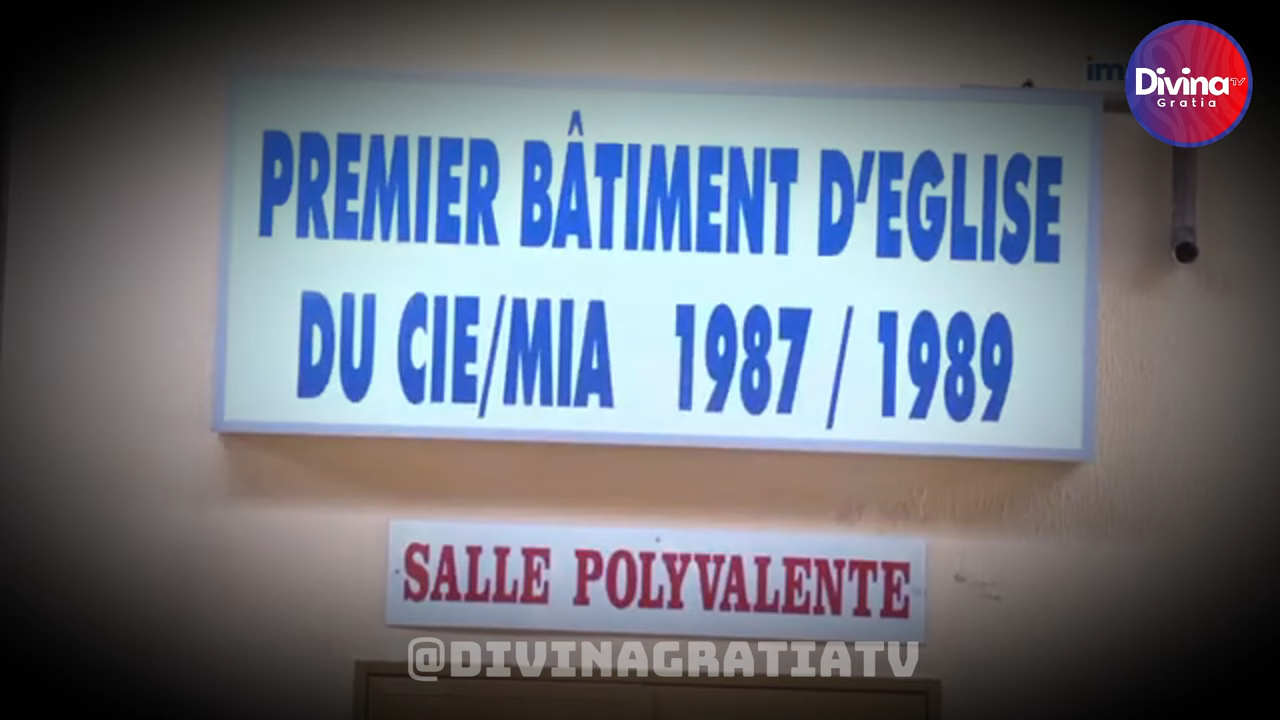 Divina TV
Gratia
PREMIER BÂTIMENT D'EGLISE
DU CIE/MIA 1987 / 1989
SALLE POLYVALENTE
@DIVINAGRATIATV